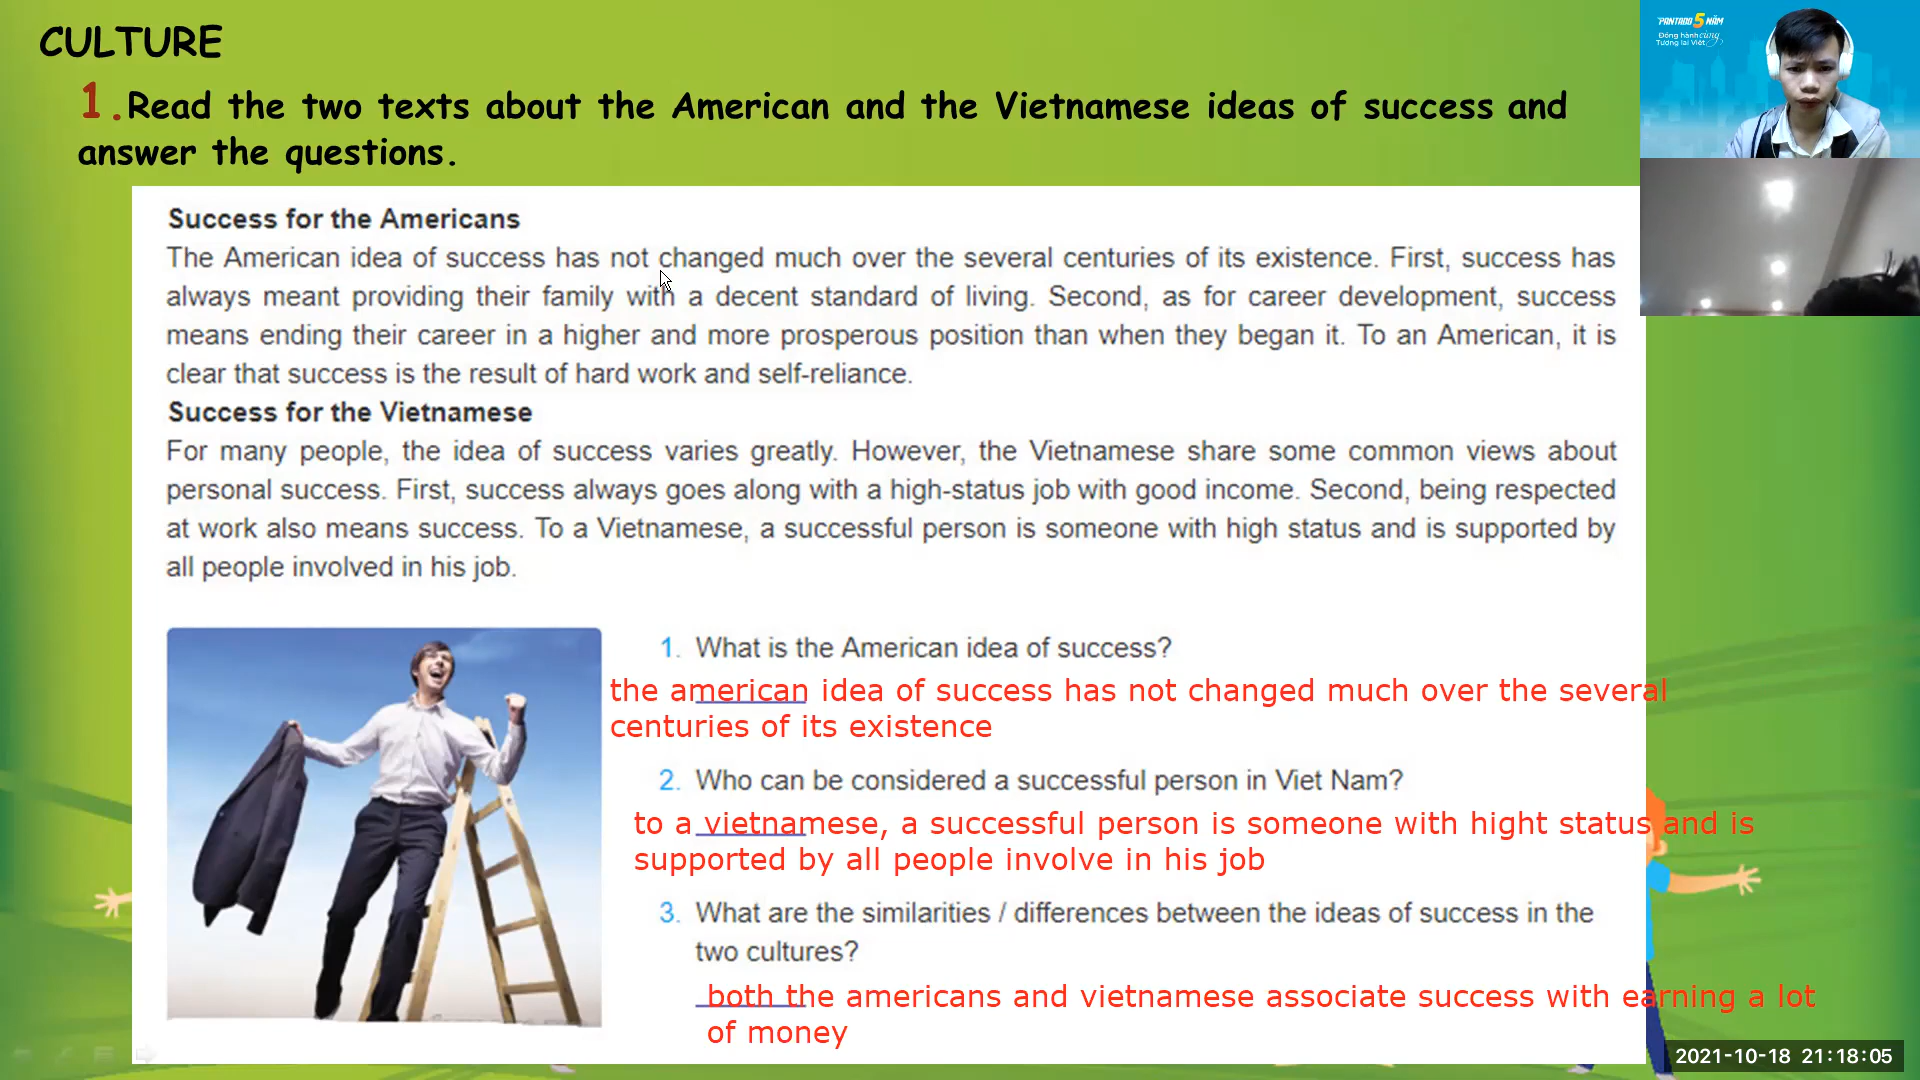 CULTURE
1.Read the two texts about the American and the Vietnamese ideas of success and
answer the questions.
PANTADO 5 NĂM
Đồng hành cùng
Tương lai Việt
Success for the Americans
The American idea of success has not changed much over the several centuries of its existence. First, success has
always meant providing their family with a decent standard of living. Second, as for career development, success
means ending their career in a higher and more prosperous position than when they began it. To an American, it is
clear that success is the result of hard work and self-reliance.
Success for the Vietnamese
For many people, the idea of success varies greatly. However, the Vietnamese share some common views about
personal success. First, success always goes along with a high-status job with good income. Second, being respected
at work also means success. To a Vietnamese, a successful person is someone with high status and is supported by
all people involved in his job.
1. What is the American idea of success?
the american idea of success has not changed much over the several
centuries of its existence
2. Who can be considered a successful person in Viet Nam?
to a vietnamese, a successful person is someone with hight status and is
supported by all people involve in his job
3. What are the similarities / differences between the ideas of success in the
two cultures?
both the americans and vietnamese associate success with earning a lot
of money
2021-10-18 21:18:05